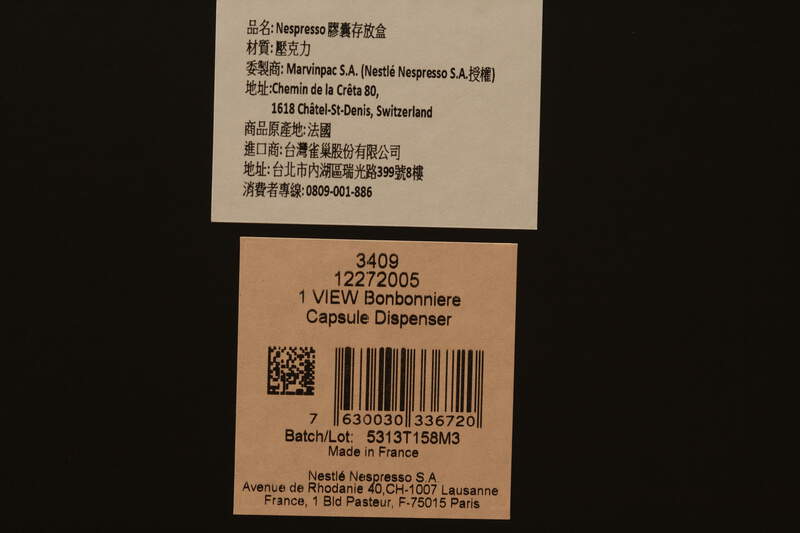 品名: Nespresso 膠囊存放盒
材質: 壓克力
委製商: Marvinpac S.A. (Nestlé Nespresso S.A.授權)
地址:Chemin de la Crêta 80,
1618 Châtel-St-Denis, Switzerland
商品原產地: 法國
進口商: 台灣雀巢股份有限公司
地址: 台北市內湖區瑞光路399號8樓
消費者專線: 0809-001-886
3409
12272005
1 VIEW Bonbonniere
Capsule Dispenser
7 630030 336720
Batch/Lot: 5313T158M3
Made in France
Nestlé Nespresso S.A.
Avenue de Rhodanie 40,CH-1007 Lausanne
France, 1 Bld Pasteur, F-75015 Paris